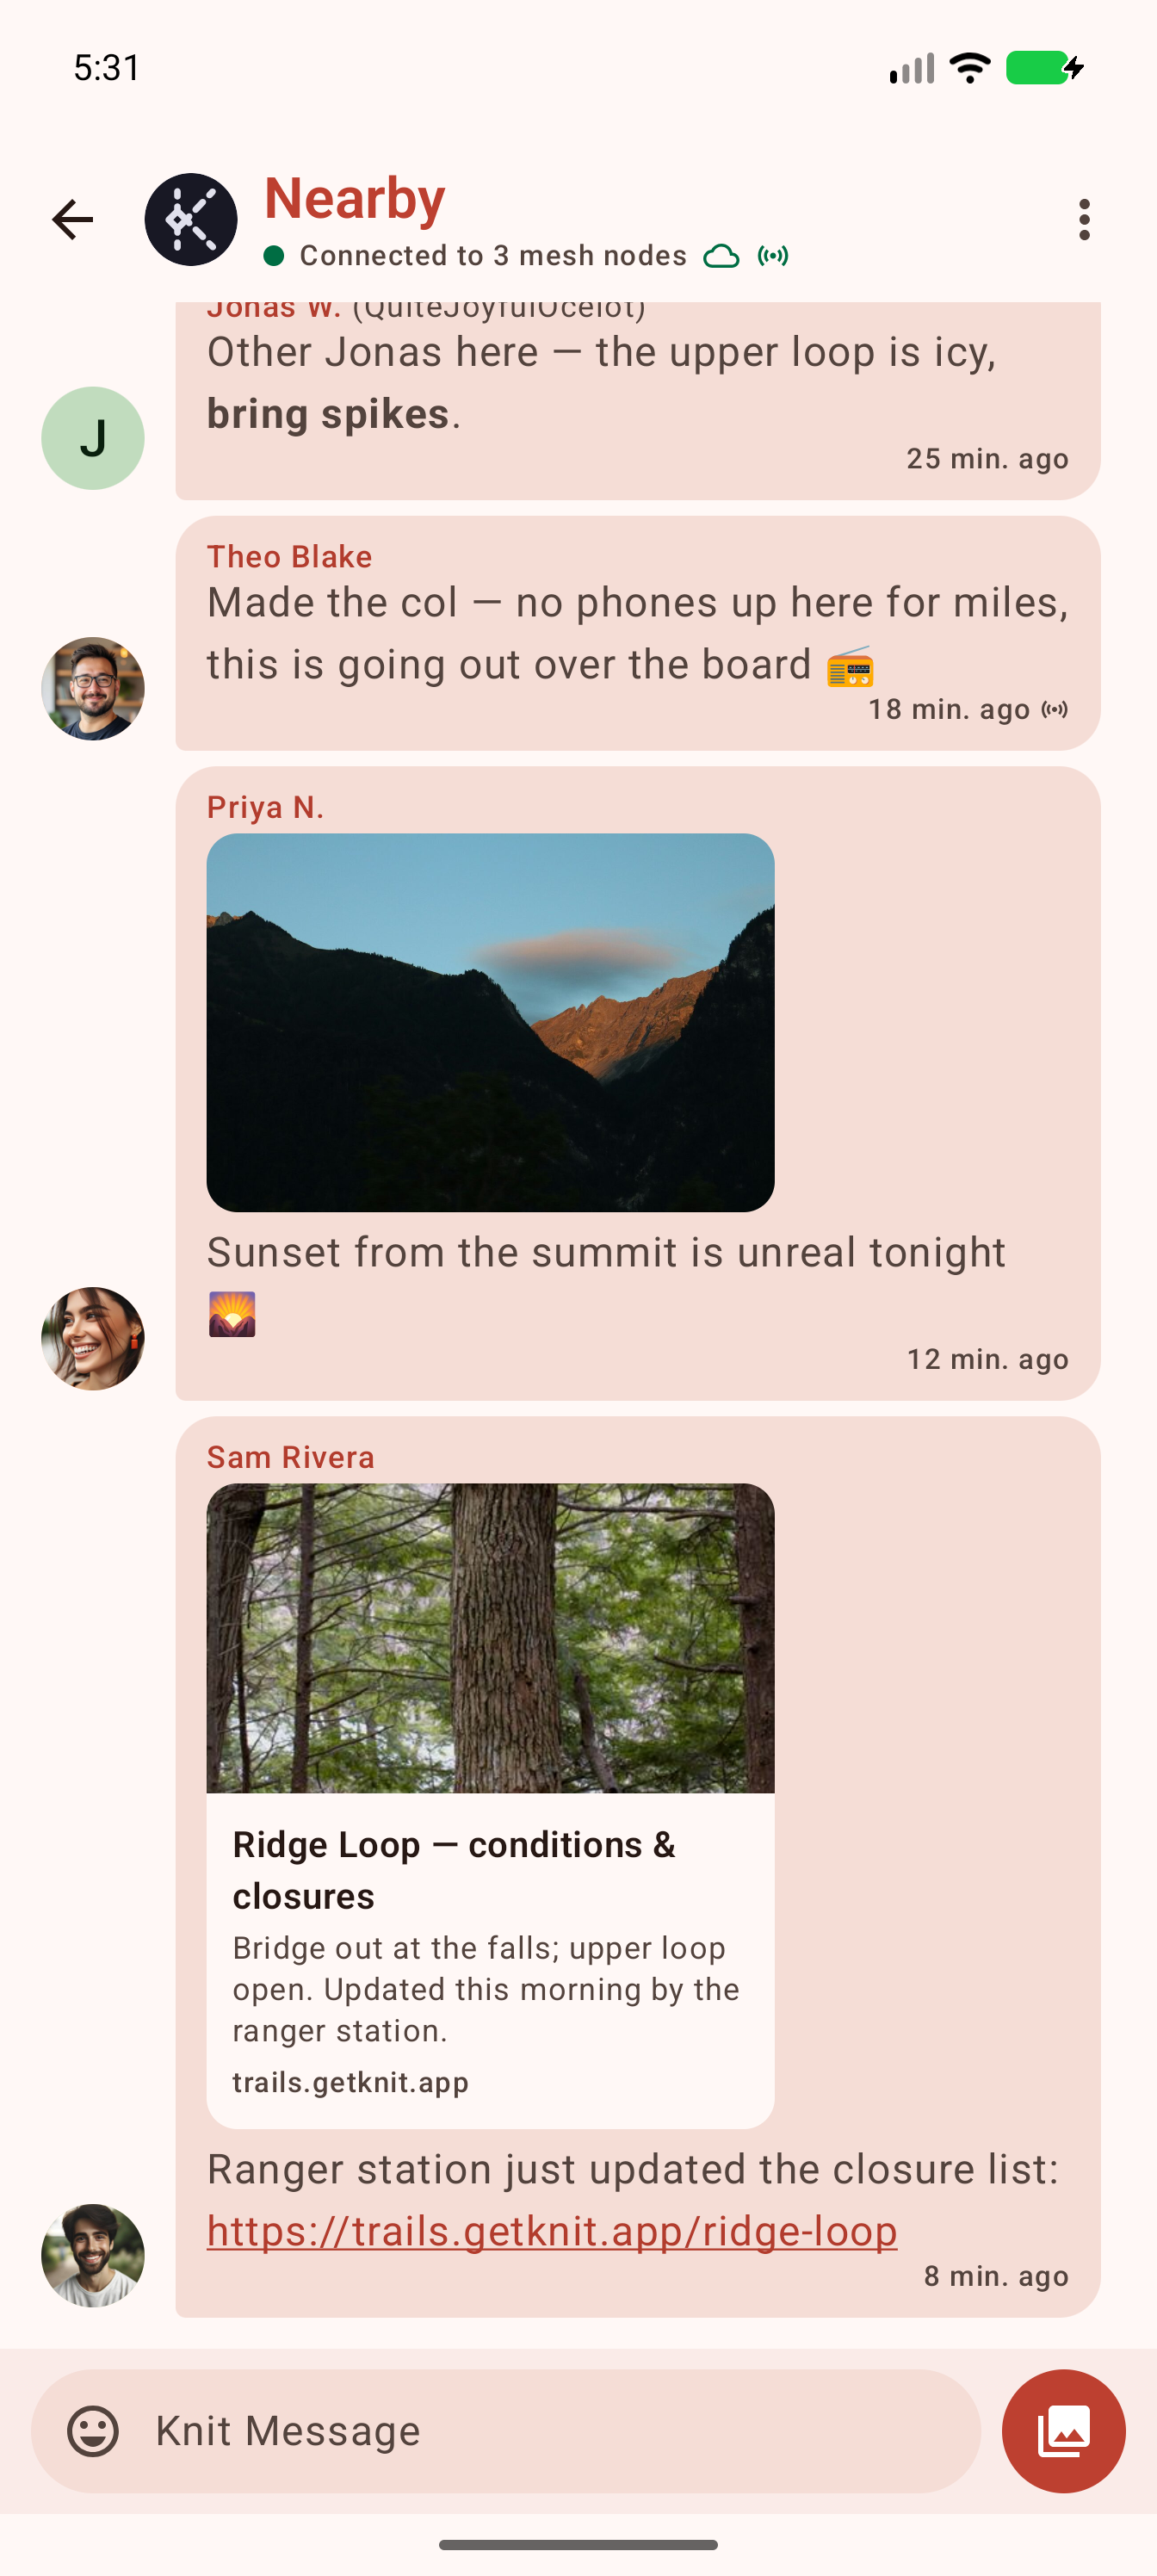 5:31
Nearby
Connected to 3 mesh nodes
Jonas W. (QuiteJoyfulOcelot)
Other Jonas here — the upper loop is icy,
bring spikes.
J
25 min. ago
Theo Blake
Made the col — no phones up here for miles,
this is going out over the board 📻
18 min. ago
Priya N.
Sunset from the summit is unreal tonight
🌄
12 min. ago
Sam Rivera
Ridge Loop — conditions &
closures
Bridge out at the falls; upper loop
open. Updated this morning by the
ranger station.
trails.getknit.app
Ranger station just updated the closure list:
https://trails.getknit.app/ridge-loop
8 min. ago
Knit Message